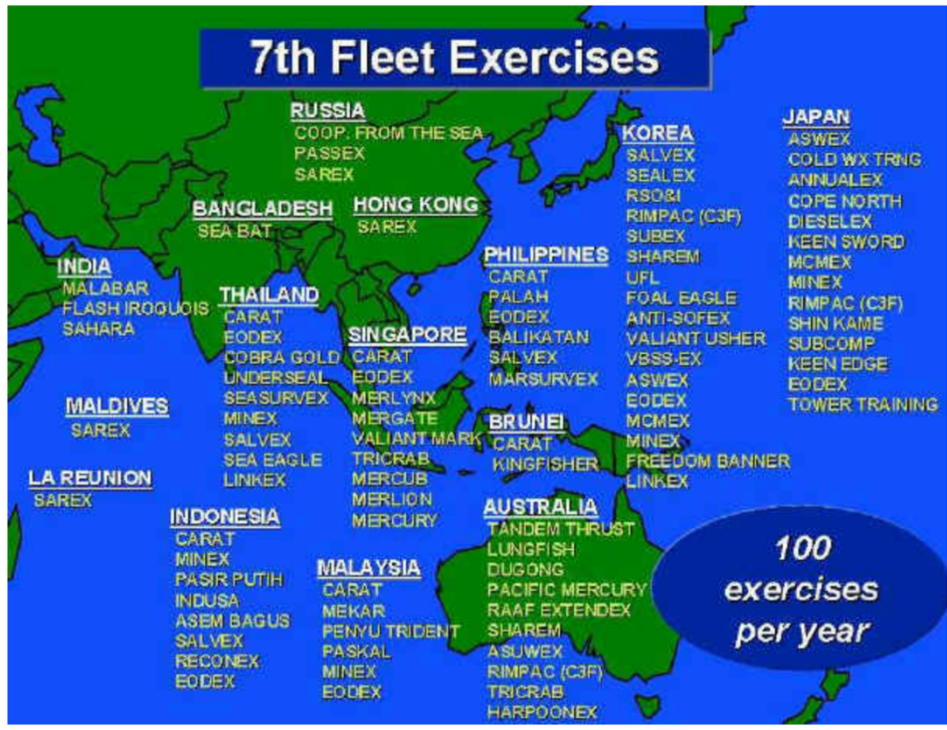 7th Fleet Exercises
RUSSIA
COOP. FROM THE SEA
PASSEX
SAREX
BANGLADESH
SEA BAT
HONG KONG
SAREX
INDIA
MALABAR
FLASH IROQUOIS
SAHARA
THAILAND
CARAT
EODEX
COBRA GOLD
UNDERSEAL
SEASURVEX
MINEX
SALVEX
SEA EAGLE
LINKEX
SINGAPORE
CARAT
EODEX
MERLYNX
MERGATE
VALIANT MARK
TRICRAB
MERCUB
MERLION
MERCURY
PHILIPPINES
CARAT
PALAH
EODEX
BALIKATAN
SALVEX
MARSURVEX
KOREA
SALVEX
SEALEX
RSO&I
RIMPAC (C3F)
SUBEX
SHAREM
UFL
FOAL EAGLE
ANTI-SOFEX
VALIANT USHER
VBSS-EX
ASWEX
EODEX
MCMEX
MINEX
FREEDOM BANNER
LINKEX
JAPAN
ASWEX
COLD WX TRNG
ANNUALEX
COPE NORTH
DIESELEX
KEEN SWORD
MCMEX
MINEX
RIMPAC (C3F)
SHIN KAME
SUBCOMP
KEEN EDGE
EODEX
TOWER TRAINING
MALDIVES
SAREX
LA REUNION
SAREX
BRUNEI
CARAT
KINGFISHER
INDONESIA
CARAT
MINEX
PASIR PUTIH
INDUSA
ASEM BAGUS
SALVEX
RECONEX
EODEX
MALAYSIA
CARAT
MEKAR
PENYU TRIDENT
PASKAL
MINEX
EODEX
AUSTRALIA
TANDEM THRUST
LUNGFISH
DUGONG
PACIFIC MERCURY
RAAF EXTENDEX
SHAREM
ASUWEX
RIMPAC (C3F)
TRICRAB
HARPOONEX
100
exercises
per year